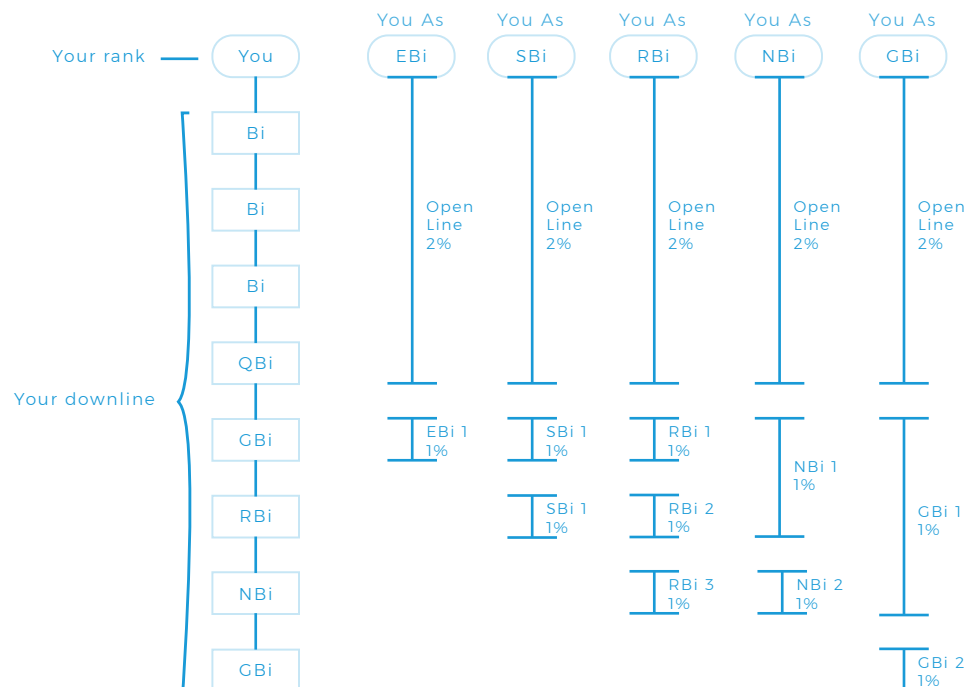 You As You As You As You As You As
Your rank You EBi SBi RBi NBi GBi
Bi
Bi
Open Open Open Open Open
Line Line Line Line Line
2% 2% 2% 2% 2%
Bi
QBi
Your downline
GBi
EBi 1 SBi 1 RBi 1
1% 1% 1%
NBi 1
1%
RBi
SBi 1 RBi 2 GBi 1
1% 1% 1%
NBi
RBi 3 NBi 2
1% 1%
GBi
GBi 2
1%